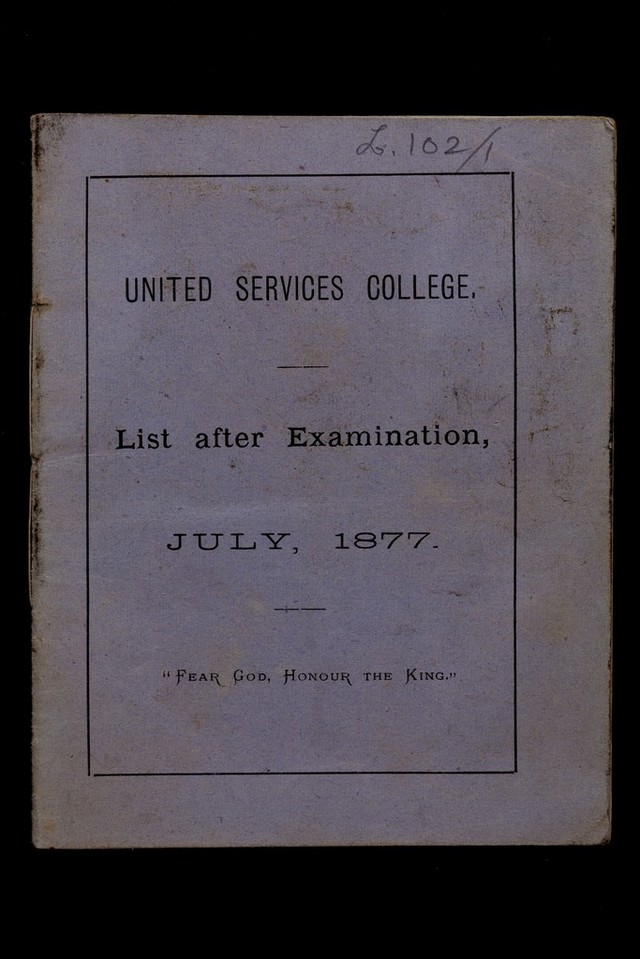 L. 102/1
UNITED SERVICES COLLEGE.
List after Examination,
JULY, 1877.
"FEAR GOD, HONOUR THE KING."